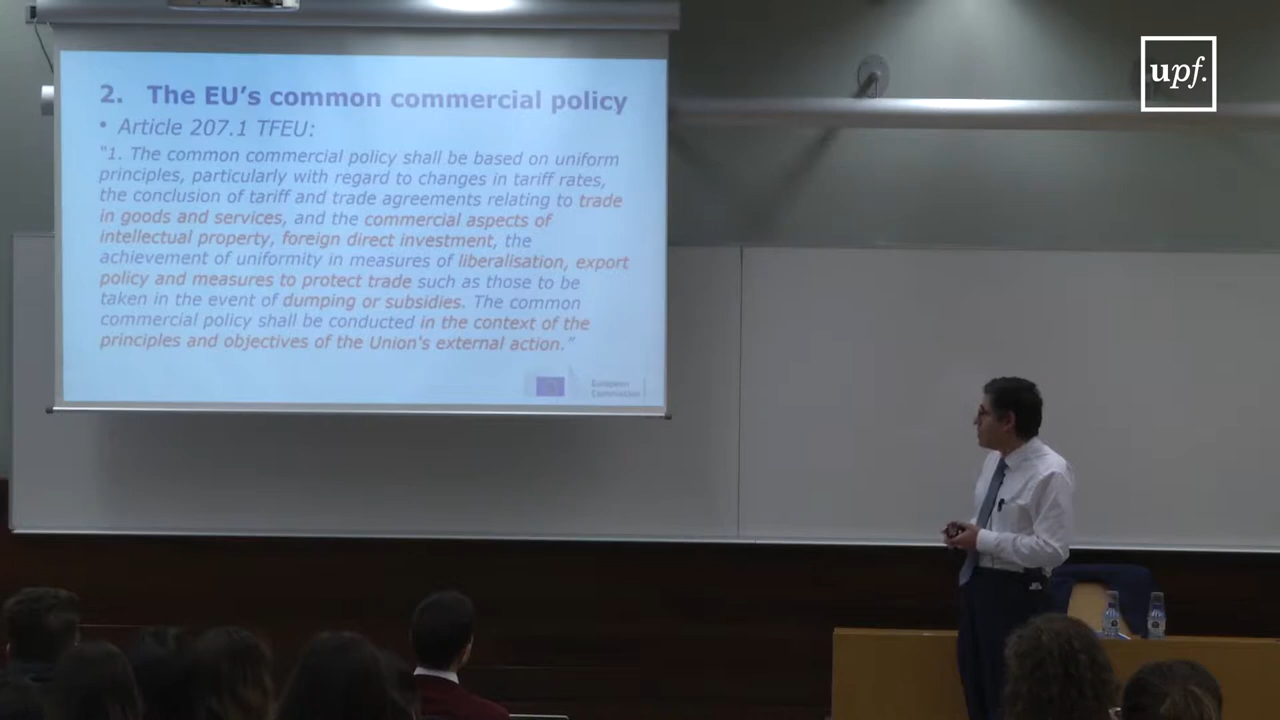 upf.
2. The EU's common commercial policy
• Article 207.1 TFEU:
"1. The common commercial policy shall be based on uniform
principles, particularly with regard to changes in tariff rates,
the conclusion of tariff and trade agreements relating to trade
in goods and services, and the commercial aspects of
intellectual property, foreign direct investment, the
achievement of uniformity in measures of liberalisation, export
policy and measures to protect trade such as those to be
taken in the event of dumping or subsidies. The common
commercial policy shall be conducted in the context of the
principles and objectives of the Union's external action."
European
Commission